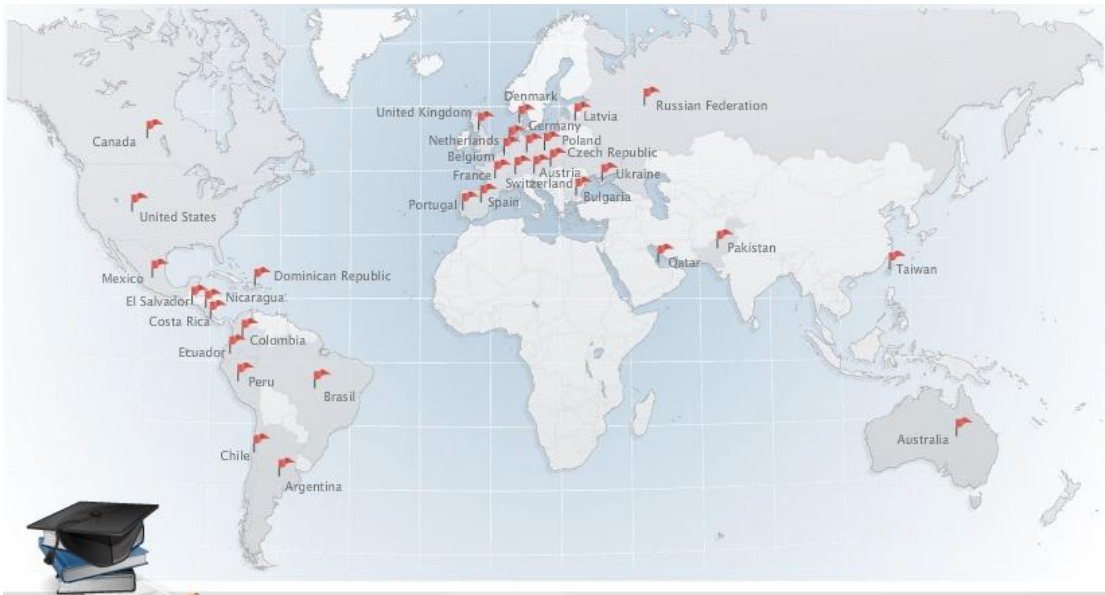 Denmark
United Kingdom
Latvia
Russian Federation
Germany
Canada
Netherlands
Poland
Belgium
Czech Republic
France
Austria
Ukraine
Switzerland
Portugal
Spain
Bulgaria
United States
Pakistan
Qatar
Taiwan
Mexico
Dominican Republic
El Salvador
Nicaragua
Costa Rica
Colombia
Ecuador
Peru
Brasil
Australia
Chile
Argentina